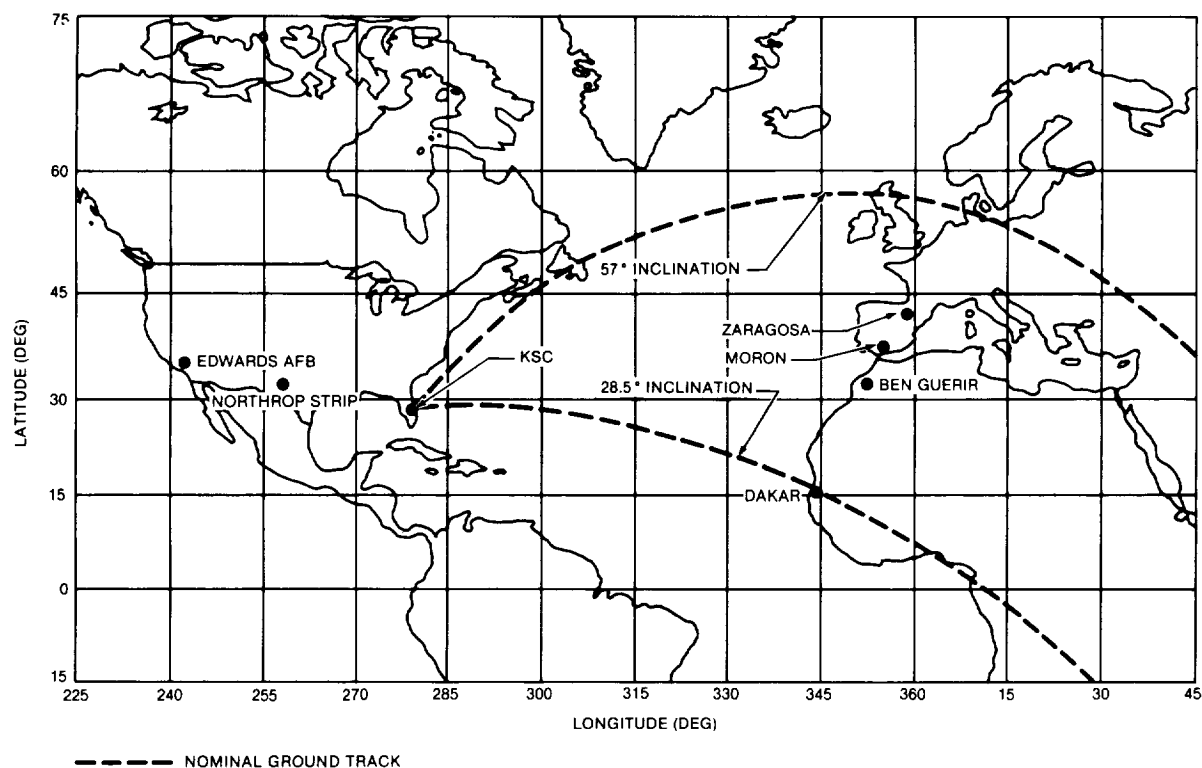 75
60
45
30
15
0
15
LATITUDE (DEG)
57° INCLINATION
ZARAGOSA
MORON
KSC
EDWARDS AFB
28.5° INCLINATION
BEN GUERIR
NORTHROP STRIP
DAKAR
225 240 255 270 285 300 315 330 345 360 15 30 45
LONGITUDE (DEG)
NOMINAL GROUND TRACK